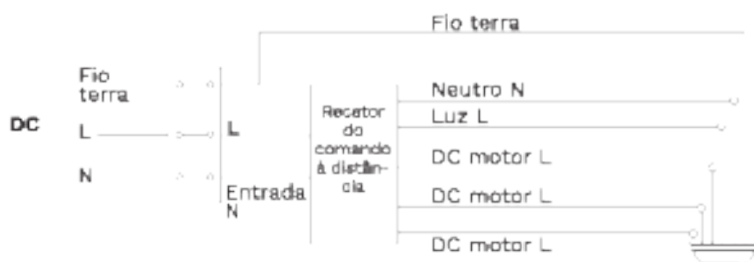 Fio terra
Fio
terra
DC
L
N
L
Entrada
N
Recetor
do
comando
à distân-
cia
Neutro N
Luz L
DC motor L
DC motor L
DC motor L